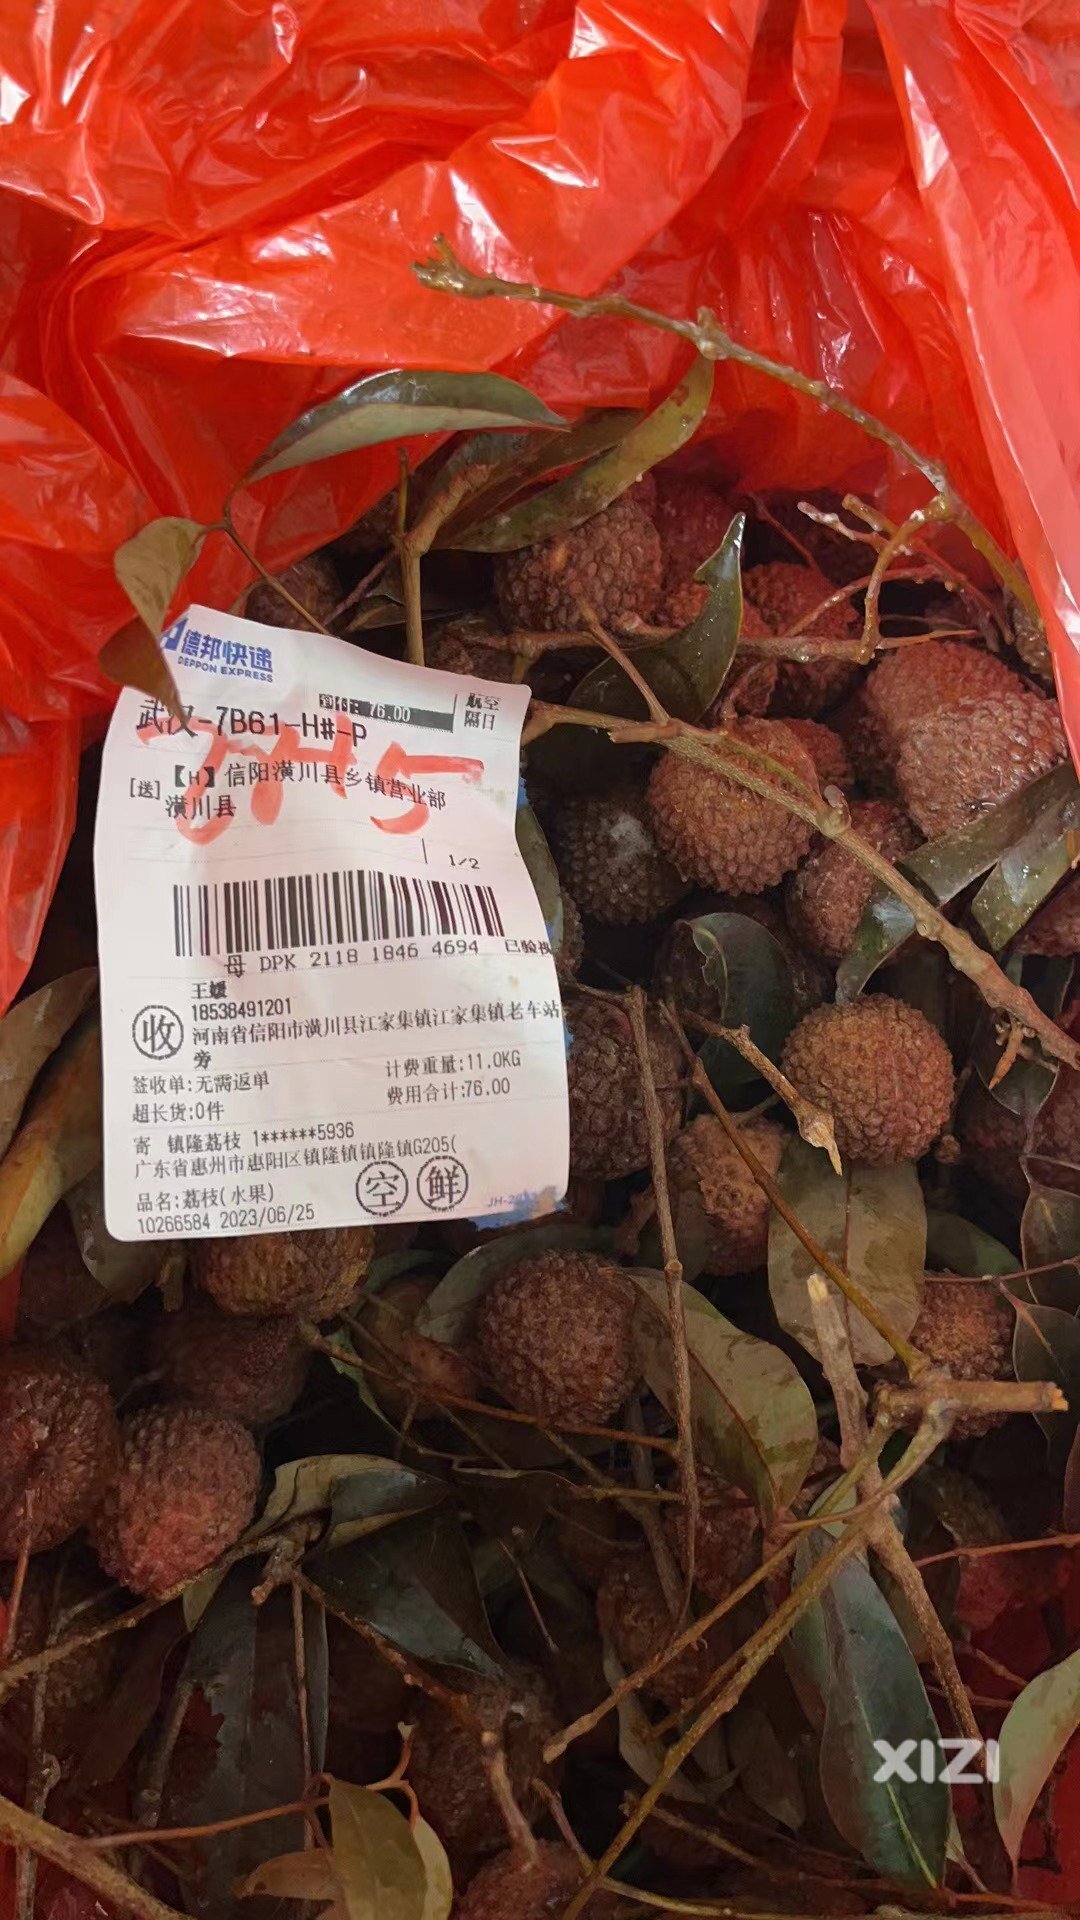 德邦快递
DEPPON EXPRESS
到付:76.00
航空
隔日
武汉-7B61-H#-P
[送]
【H】信阳潢川县乡镇营业部
潢川县
1/2
母 DPK 2118 1846 4694 已验视
王媛
18538491201
收
河南省信阳市潢川县江家集镇江家集镇老车站
旁
签收单:无需返单
计费重量:11.0KG
超长货:0件
费用合计:76.00
寄 镇隆荔枝 1******5936
广东省惠州市惠阳区镇隆镇镇隆镇G205(
品名:荔枝(水果)
空 鲜
10266584 2023/06/25
XIZI